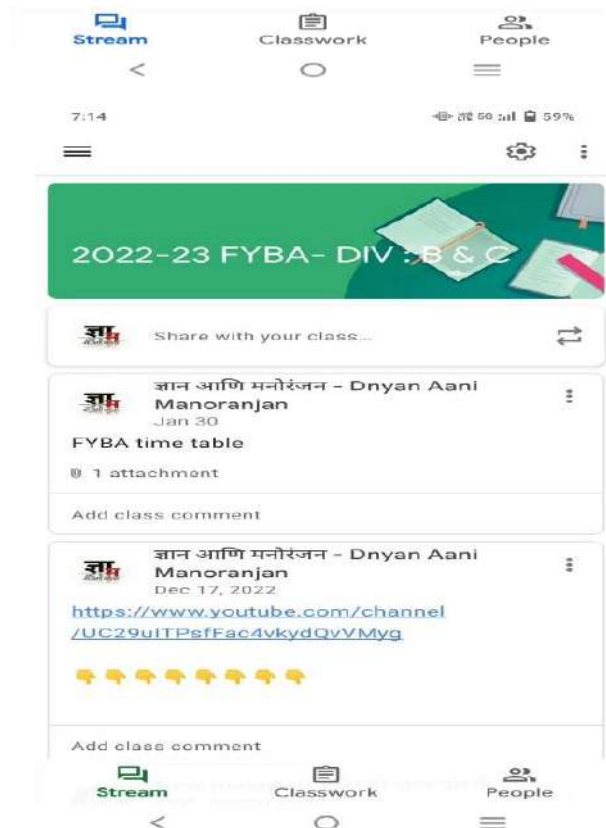 Stream Classwork People
7:14 59%
2022-23 FYBA- DIV : B & C
Share with your class...
ज्ञान आणि मनोरंजन - Dnyan Aani
Manoranjan
Jan 30
FYBA time table
1 attachment
Add class comment
ज्ञान आणि मनोरंजन - Dnyan Aani
Manoranjan
Dec 17, 2022
https://www.youtube.com/channel
/UC29uITPsfFac4vkydQvVMyg
👇👇👇👇👇👇👇👇
Add class comment
Stream Classwork People